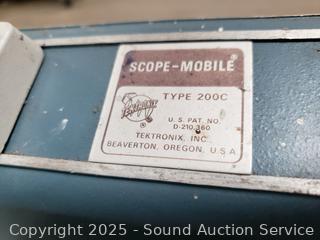 SCOPE-MOBILE®
TYPE 200C
U.S. PAT. NO.
D-210,360
®
TEKTRONIX, INC.
BEAVERTON, OREGON, U.S.A
Copyright 2025 - Sound Auction Service